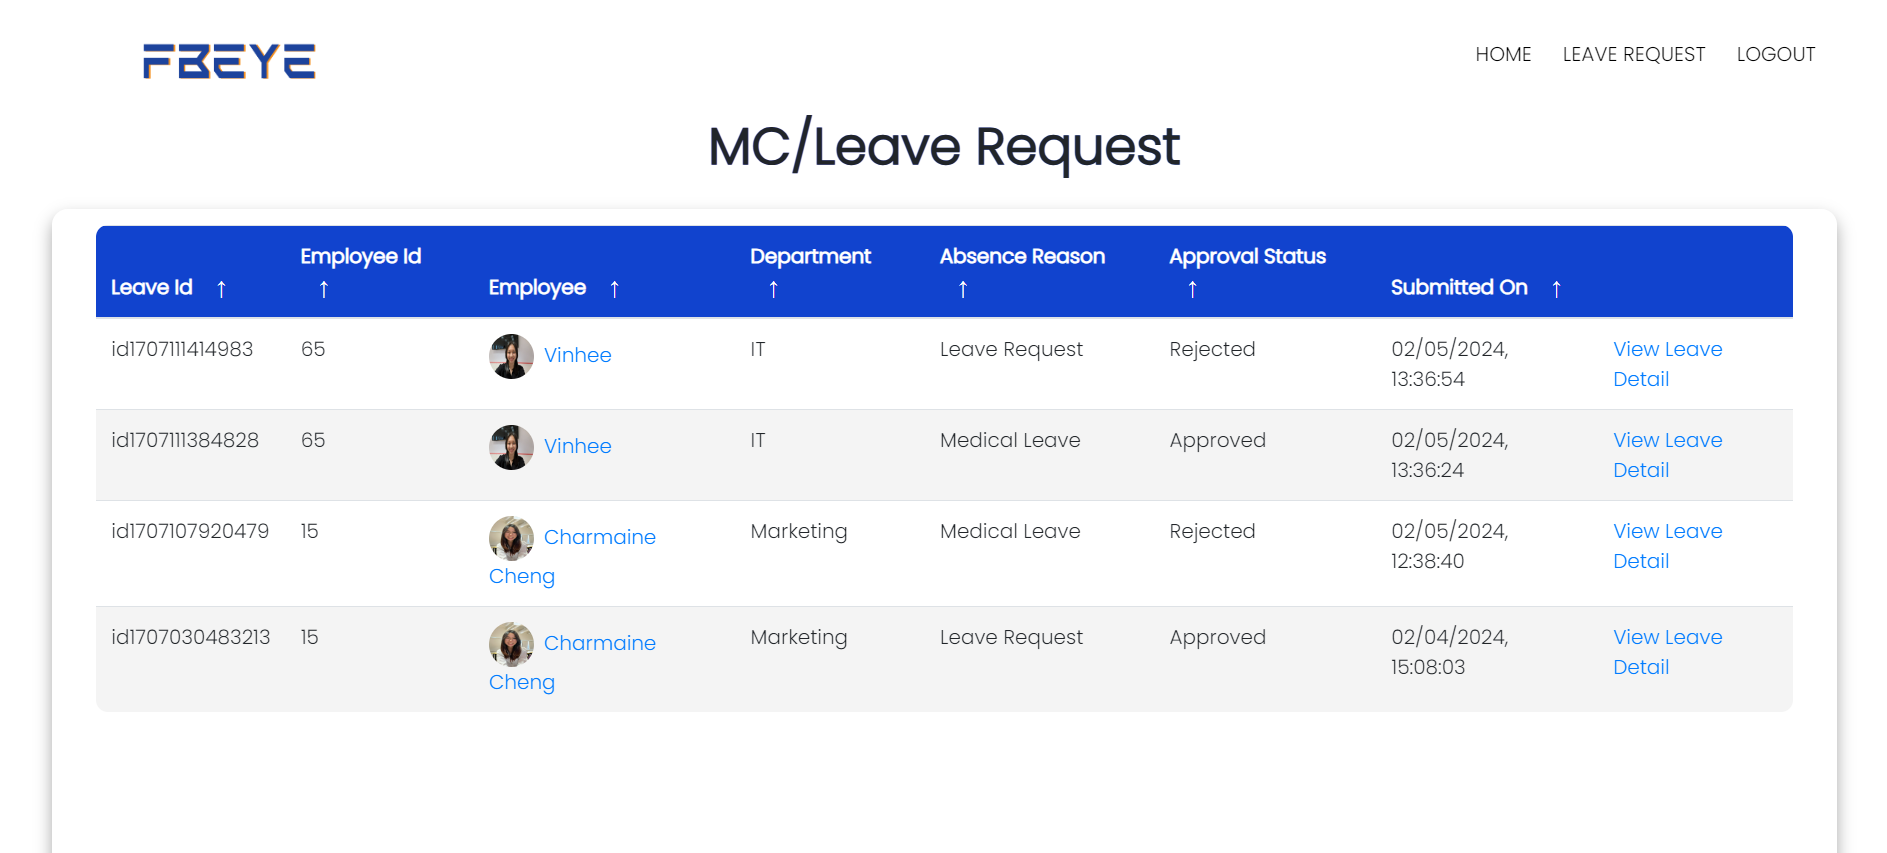 FBEYE
HOME LEAVE REQUEST LOGOUT
MC/Leave Request
Leave Id ↑ Employee Id ↑ Employee ↑ Department ↑ Absence Reason ↑ Approval Status ↑ Submitted On ↑
id1707111414983 65 Vinhee IT Leave Request Rejected 02/05/2024, View Leave
13:36:54 Detail
id1707111384828 65 Vinhee IT Medical Leave Approved 02/05/2024, View Leave
13:36:24 Detail
id1707107920479 15 Charmaine Marketing Medical Leave Rejected 02/05/2024, View Leave
Cheng 12:38:40 Detail
id1707030483213 15 Charmaine Marketing Leave Request Approved 02/04/2024, View Leave
Cheng 15:08:03 Detail